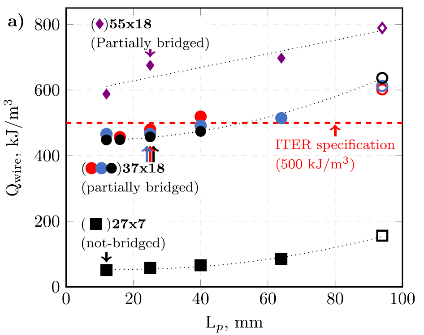 a)
(♦)55x18
(Partially bridged)
ITER specification
(500 kJ/m³)
(●●●)37x18
(partially bridged)
(■)27x7
(not-bridged)
800
600
400
200
0
Q_wire, kJ/m³
0 20 40 60 80 100
L_p, mm